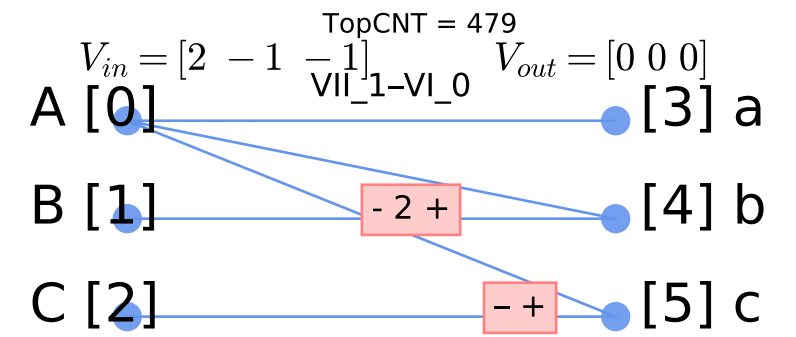 TopCNT = 479
V_in = [2 − 1 − 1] V_out = [0 0 0]
VII_1–VI_0
A [0] [3] a
B [1] - 2 + [4] b
C [2] – + [5] c